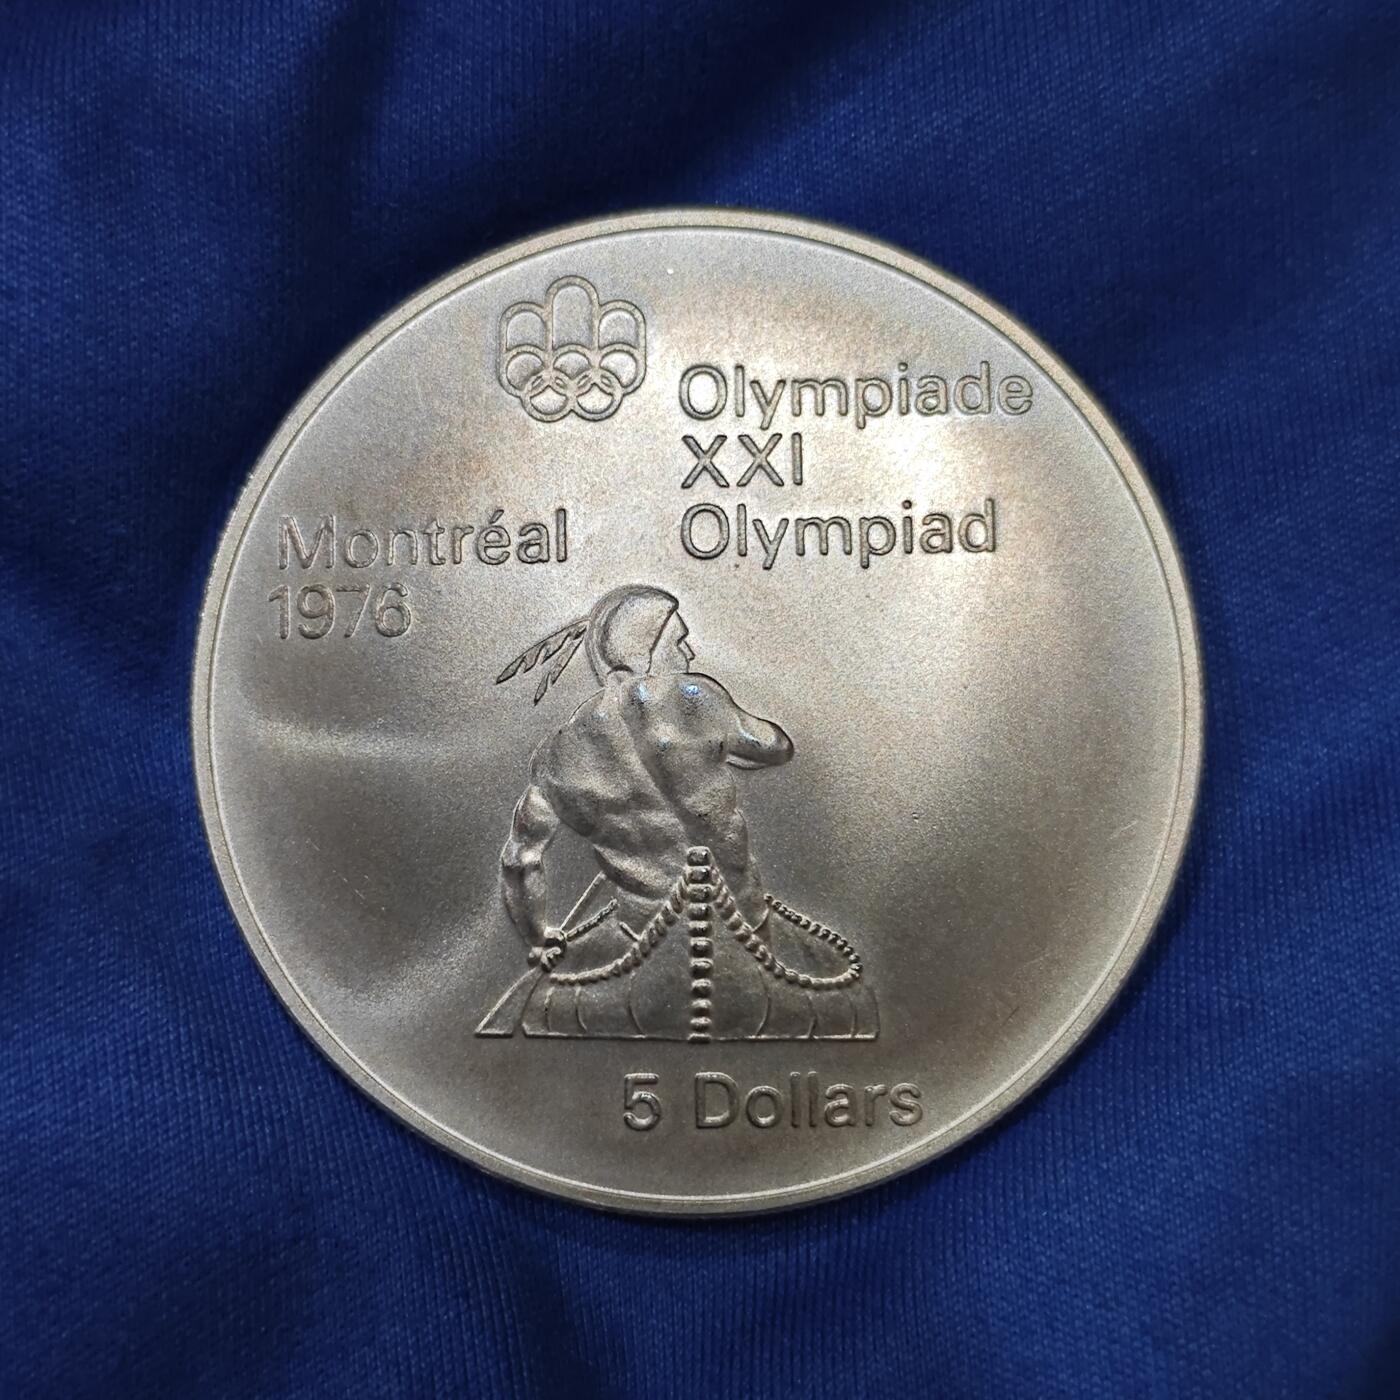 Olympiade
XXI
Olympiad
Montréal
1976
5 Dollars